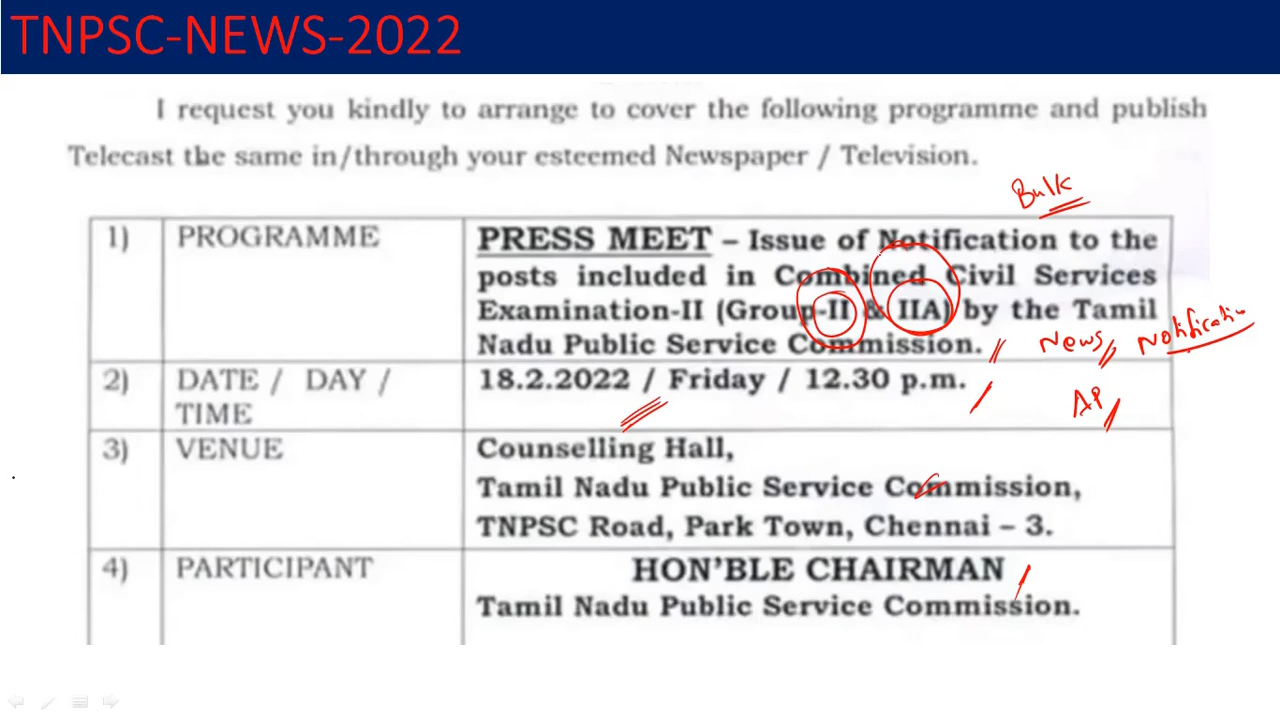 TNPSC-NEWS-2022
I request you kindly to arrange to cover the following programme and publish
Telecast the same in/through your esteemed Newspaper / Television.
Bulk
1) PROGRAMME PRESS MEET – Issue of Notification to the
posts included in Combined Civil Services
Examination-II (Group-II & IIA) by the Tamil
Nadu Public Service Commission.
News Notification
2) DATE / DAY / TIME 18.2.2022 / Friday / 12.30 p.m.
AP
3) VENUE Counselling Hall,
Tamil Nadu Public Service Commission,
TNPSC Road, Park Town, Chennai – 3.
4) PARTICIPANT HON'BLE CHAIRMAN
Tamil Nadu Public Service Commission.